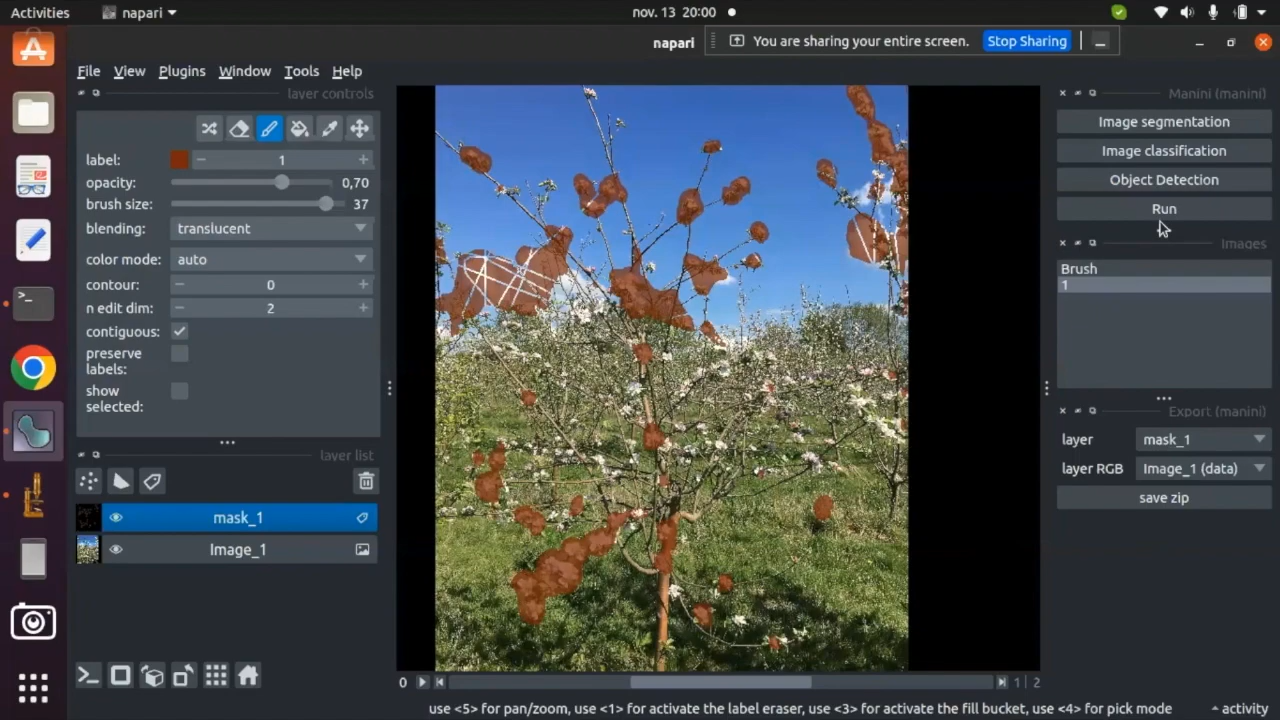 Activities
napari
nov. 13 20:00
napari
You are sharing your entire screen.
Stop Sharing
File View Plugins Window Tools Help
layer controls
label: 1
opacity: 0,70
brush size: 37
blending: translucent
color mode: auto
contour: 0
n edit dim: 2
contiguous:
preserve
labels:
show
selected:
layer list
mask_1
Image_1
0
1 2
Manini (manini)
Image segmentation
Image classification
Object Detection
Run
Images
Brush
1
Export (manini)
layer mask_1
layer RGB Image_1 (data)
save zip
use <5> for pan/zoom, use <1> for activate the label eraser, use <3> for activate the fill bucket, use <4> for pick mode
activity